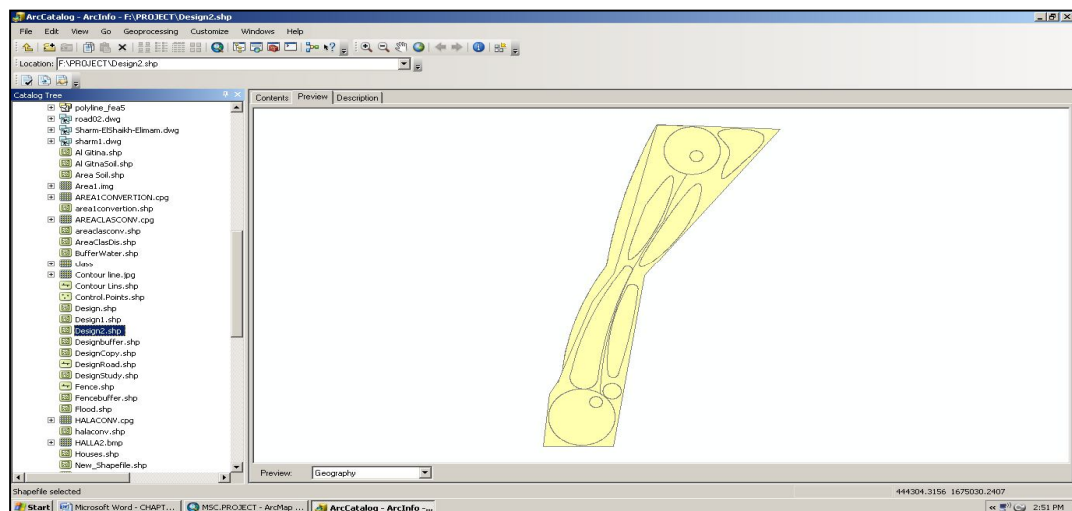 ArcCatalog - ArcInfo - F:\PROJECT\Design2.shp
File Edit View Go Geoprocessing Customize Windows Help
Location: F:\PROJECT\Design2.shp
Catalog Tree
Contents Preview Description
polyline_fea5
road02.dwg
Sharm-ElShaikh-Elimam.dwg
sharm1.dwg
Al Gitina.shp
Al GitnaSoil.shp
Area Soil.shp
Area1.img
AREA1CONVERTION.cpg
area1convertion.shp
AREACLASCONV.cpg
areaclasconv.shp
AreaClasDis.shp
BufferWater.shp
class
Contour line.jpg
Contour Lins.shp
Control.Points.shp
Design.shp
Design1.shp
Design2.shp
Designbuffer.shp
DesignCopy.shp
DesignRoad.shp
DesignStudy.shp
Fence.shp
Fencebuffer.shp
Flood.shp
HALACONV.cpg
halaconv.shp
HALLA2.bmp
Houses.shp
New_Shapefile.shp
Preview: Geography
Shapefile selected
444304.3156 1675030.2407
Start Microsoft Word - CHAPT... MSC.PROJECT - ArcMap ... ArcCatalog - ArcInfo -... 2:51 PM